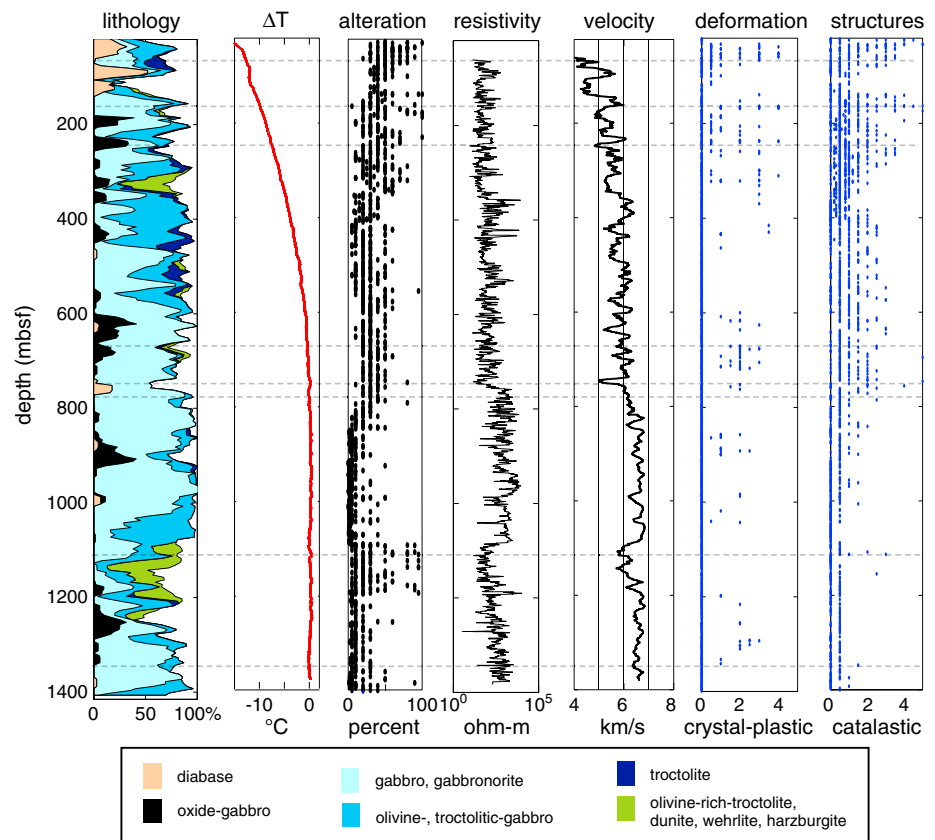 lithology ΔT alteration resistivity velocity deformation structures
depth (mbsf)
200
400
600
800
1000
1200
1400
0 50 100% -10 0 0 50 100 10^0 10^5 4 6 8 0 2 4 0 2 4
°C percent ohm-m km/s crystal-plastic catalastic
diabase gabbro, gabbronorite troctolite
oxide-gabbro olivine-, troctolitic-gabbro olivine-rich-troctolite,
dunite, wehrlite, harzburgite